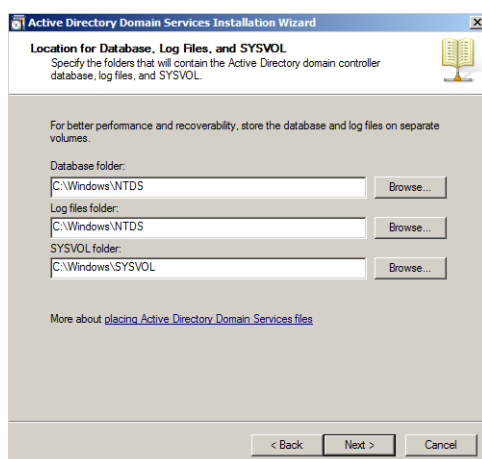 Active Directory Domain Services Installation Wizard
Location for Database, Log Files, and SYSVOL
Specify the folders that will contain the Active Directory domain controller
database, log files, and SYSVOL.
For better performance and recoverability, store the database and log files on separate
volumes.
Database folder:
C:\Windows\NTDS
Browse...
Log files folder:
C:\Windows\NTDS
Browse...
SYSVOL folder:
C:\Windows\SYSVOL
Browse...
More about placing Active Directory Domain Services files
< Back Next > Cancel